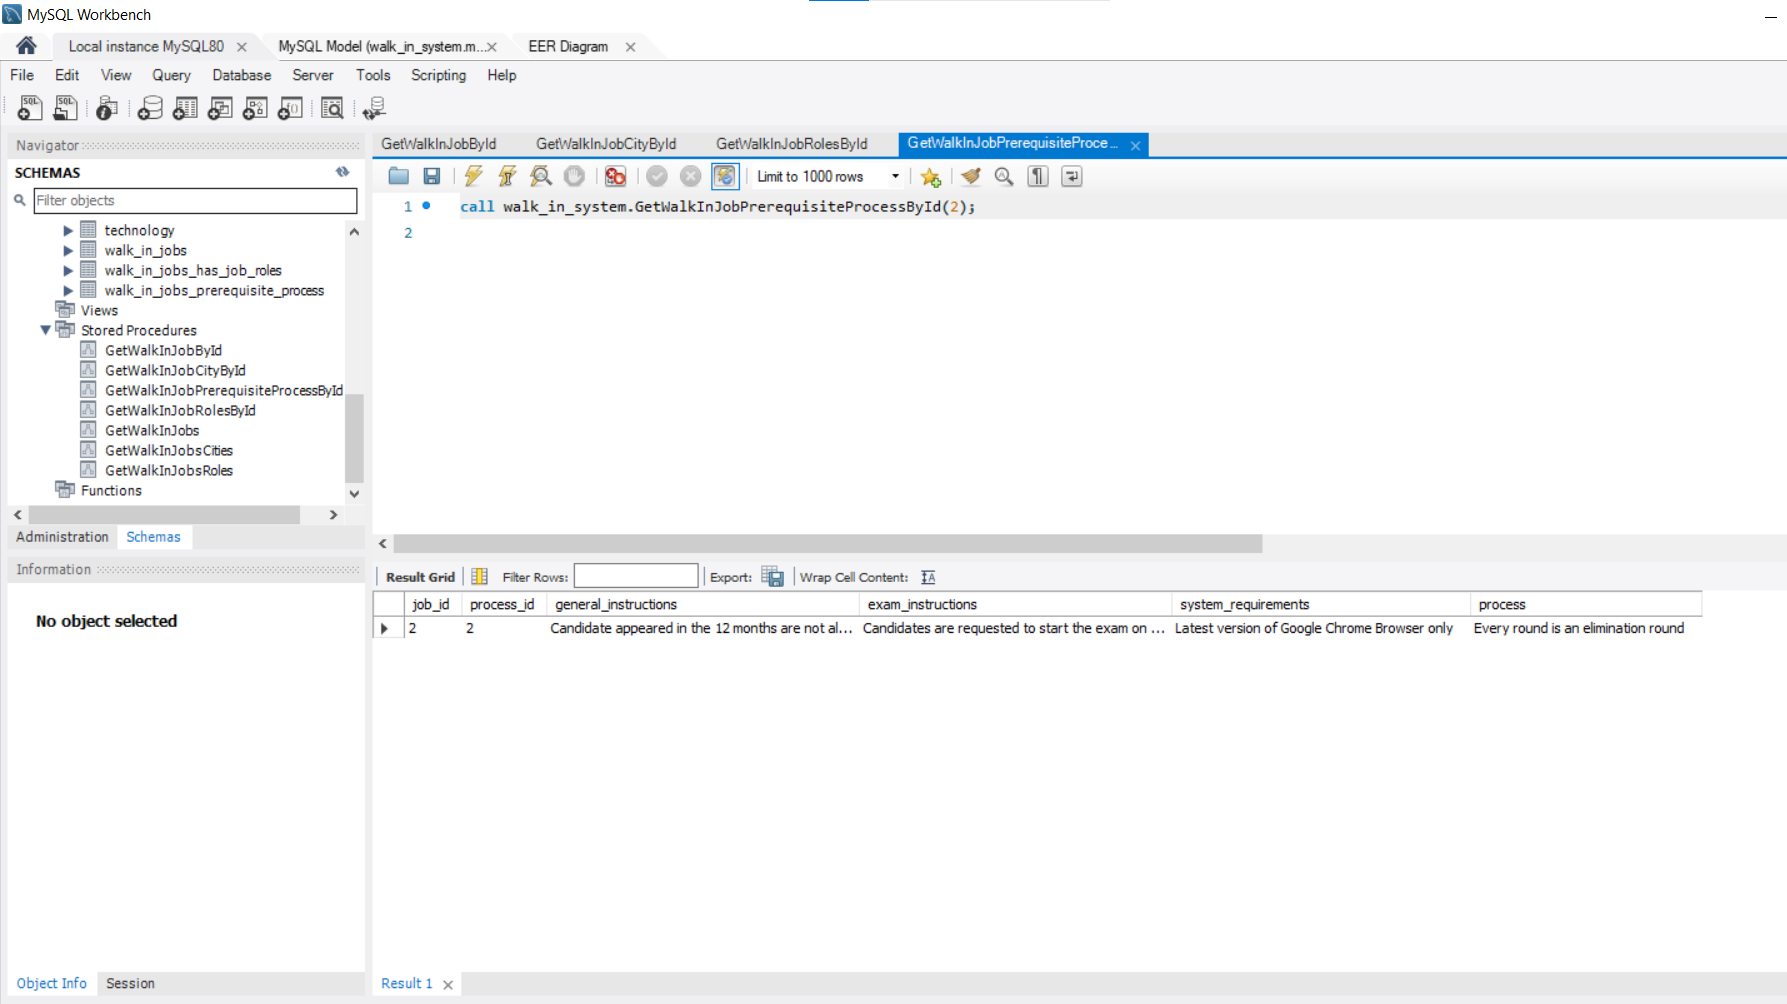 MySQL Workbench
Local instance MySQL80
MySQL Model (walk_in_system.m...
EER Diagram
File Edit View Query Database Server Tools Scripting Help
Navigator
SCHEMAS
Filter objects
technology
walk_in_jobs
walk_in_jobs_has_job_roles
walk_in_jobs_prerequisite_process
Views
Stored Procedures
GetWalkInJobById
GetWalkInJobCityById
GetWalkInJobPrerequisiteProcessById
GetWalkInJobRolesById
GetWalkInJobs
GetWalkInJobsCities
GetWalkInJobsRoles
Functions
Administration Schemas
Information
No object selected
Object Info Session
GetWalkInJobById GetWalkInJobCityById GetWalkInJobRolesById GetWalkInJobPrerequisiteProce...
Limit to 1000 rows
1 call walk_in_system.GetWalkInJobPrerequisiteProcessById(2);
2
Result Grid Filter Rows: Export: Wrap Cell Content:
job_id process_id general_instructions exam_instructions system_requirements process
2 2 Candidate appeared in the 12 months are not al... Candidates are requested to start the exam on ... Latest version of Google Chrome Browser only Every round is an elimination round
Result 1